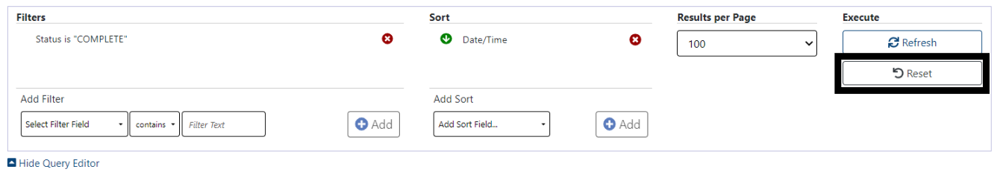 Filters
Status is "COMPLETE"
Add Filter
Select Filter Field
contains
Filter Text
Add
Sort
Date/Time
Add Sort
Add Sort Field...
Add
Results per Page
100
Execute
Refresh
Reset
Hide Query Editor